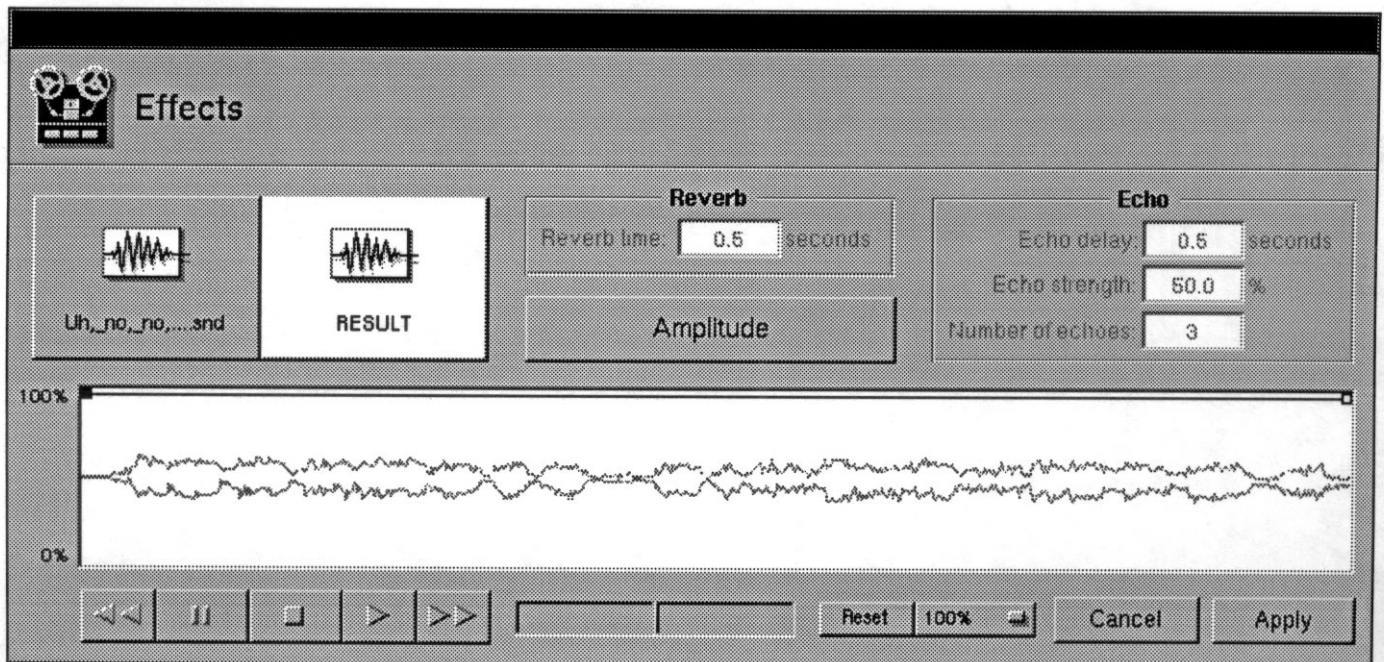 Effects
Uh,_no,_no,....snd
RESULT
Reverb
Reverb time: 0.5 seconds
Amplitude
Echo
Echo delay: 0.5 seconds
Echo strength: 50.0 %
Number of echoes: 3
100%
0%
Reset 100%
Cancel
Apply